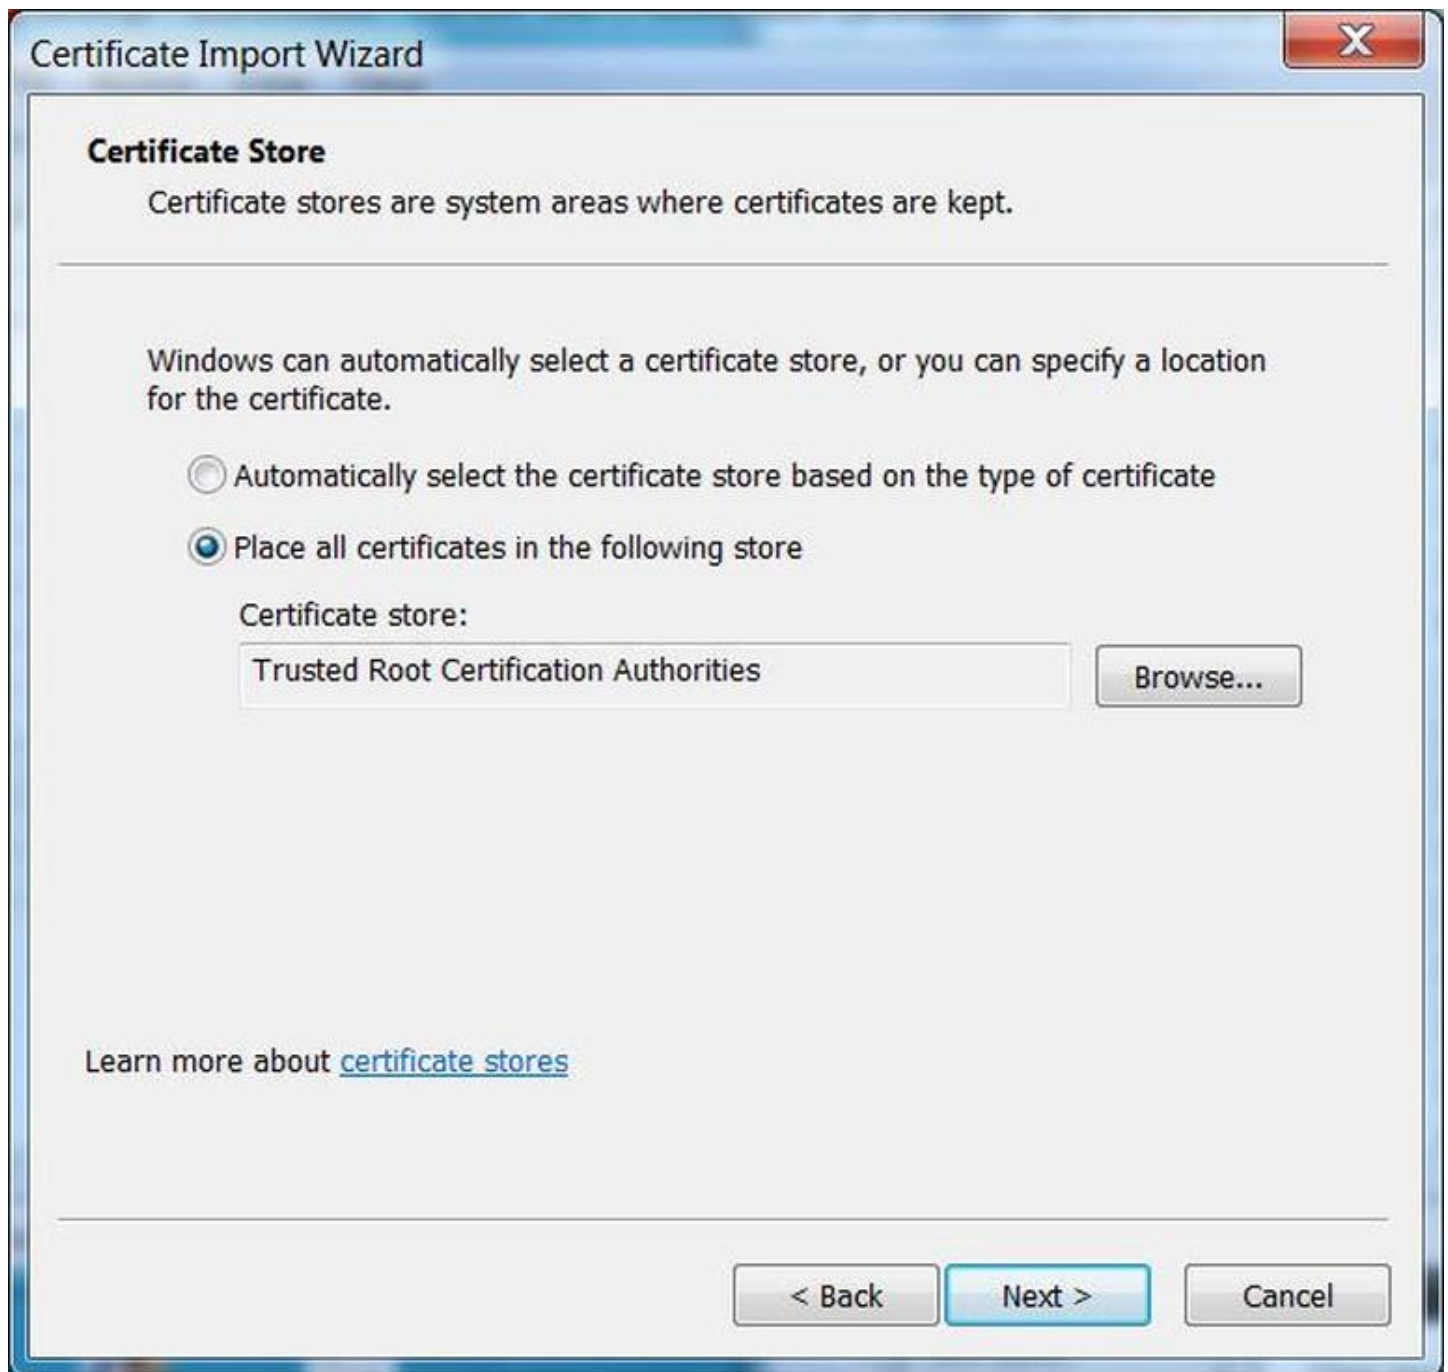 Certificate Import Wizard
Certificate Store
Certificate stores are system areas where certificates are kept.
Windows can automatically select a certificate store, or you can specify a location
for the certificate.
Automatically select the certificate store based on the type of certificate
Place all certificates in the following store
Certificate store:
Trusted Root Certification Authorities
Browse...
Learn more about certificate stores
< Back
Next >
Cancel